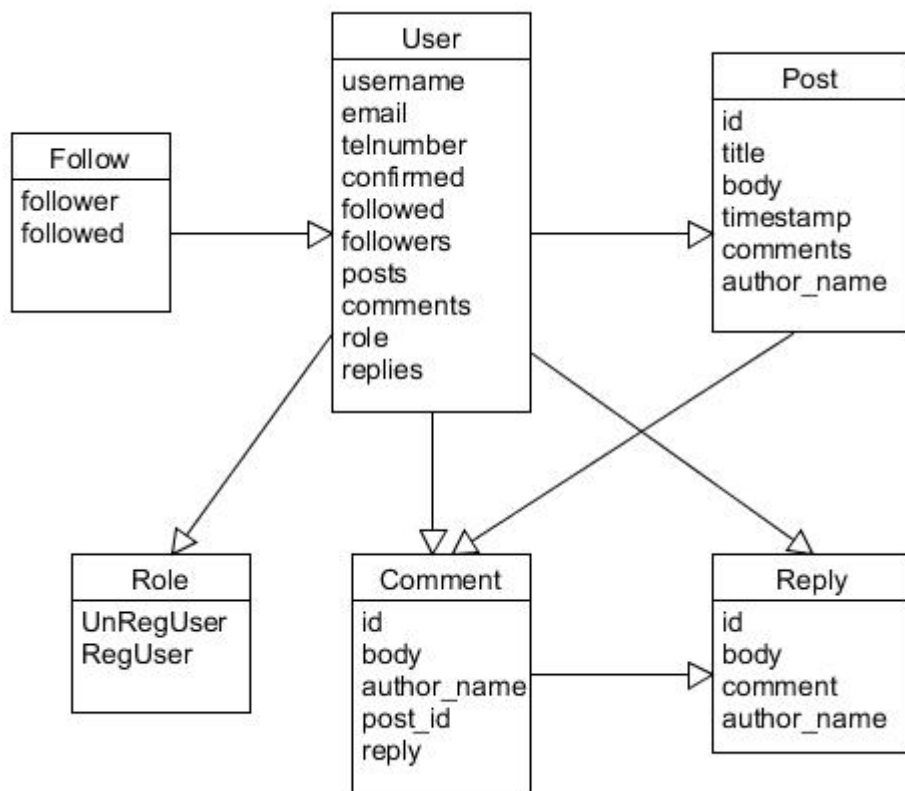 User
username
email
telnumber
confirmed
followed
followers
posts
comments
role
replies
Post
id
title
body
timestamp
comments
author_name
Follow
follower
followed
Role
UnRegUser
RegUser
Comment
id
body
author_name
post_id
reply
Reply
id
body
comment
author_name